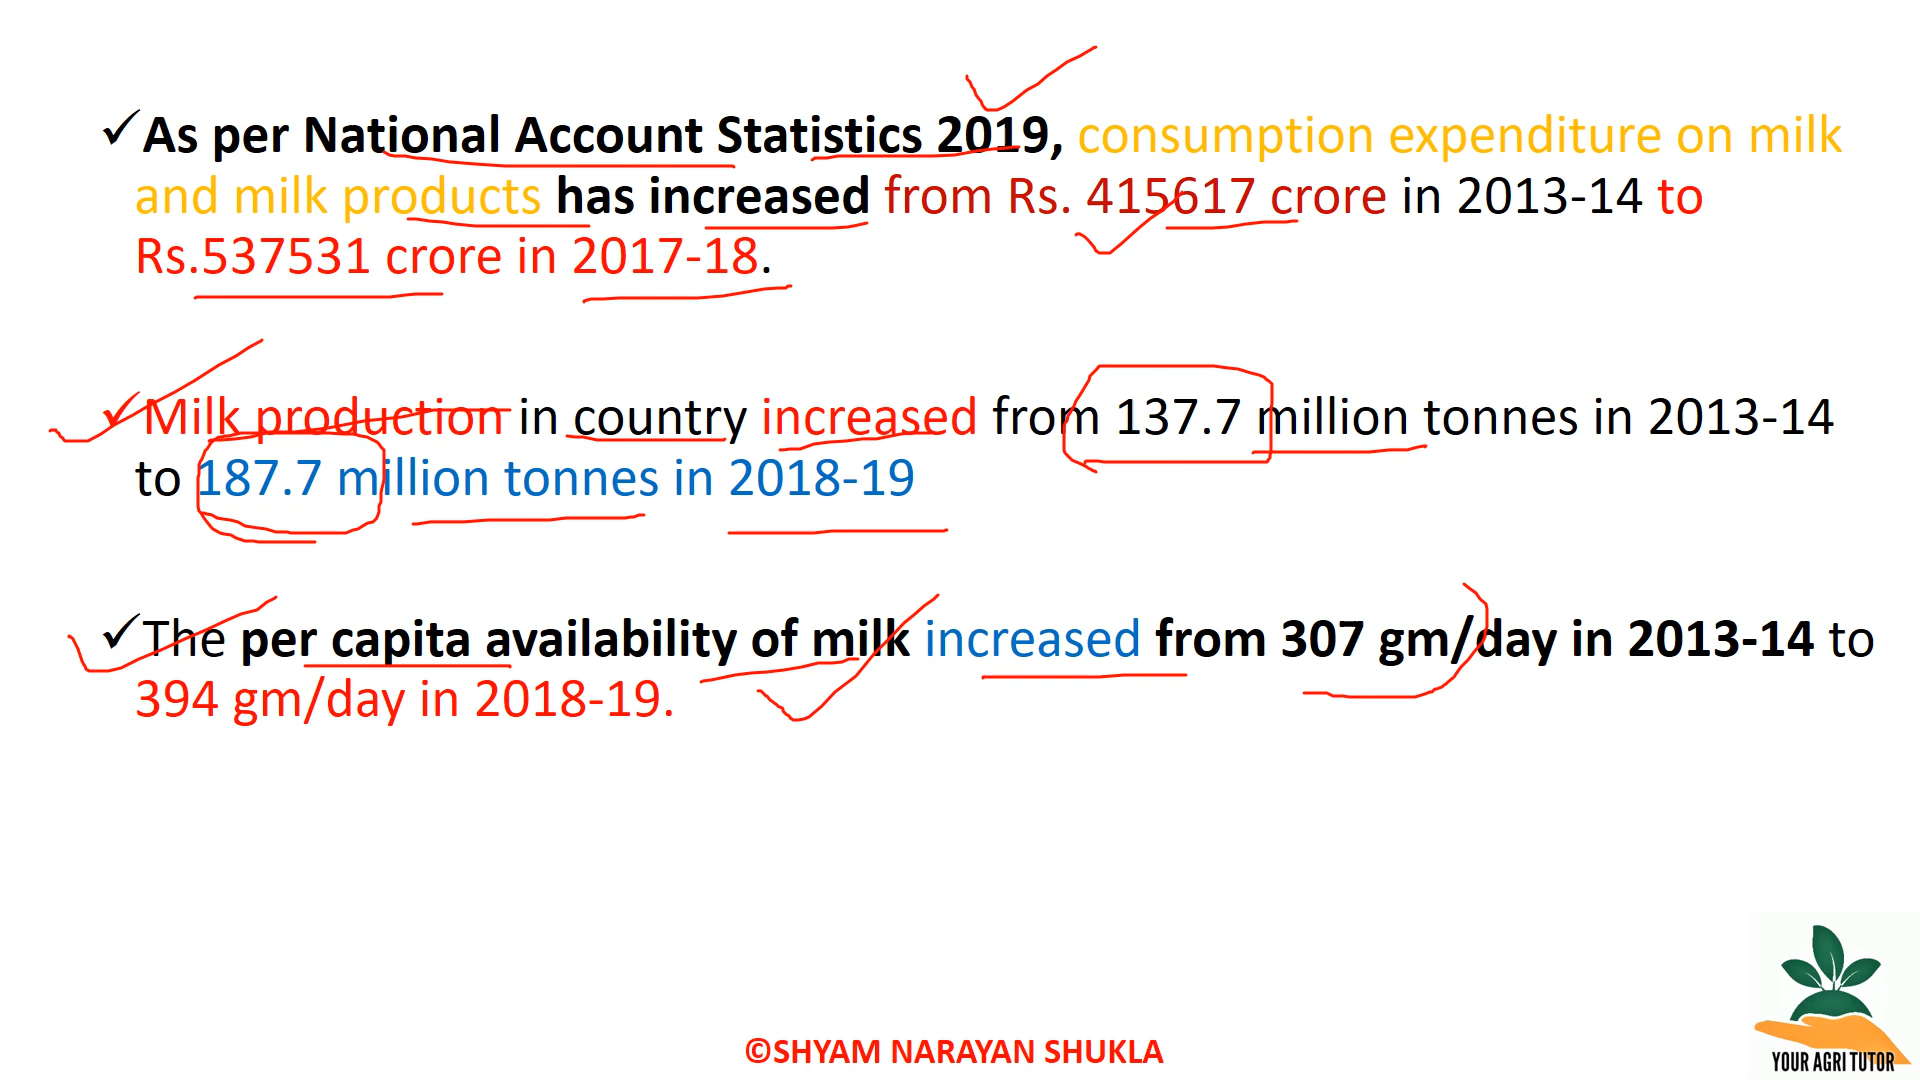 ✓As per National Account Statistics 2019, consumption expenditure on milk
and milk products has increased from Rs. 415617 crore in 2013-14 to
Rs.537531 crore in 2017-18.
✓Milk production in country increased from 137.7 million tonnes in 2013-14
to 187.7 million tonnes in 2018-19
✓The per capita availability of milk increased from 307 gm/day in 2013-14 to
394 gm/day in 2018-19.
©SHYAM NARAYAN SHUKLA
YOUR AGRI TUTOR